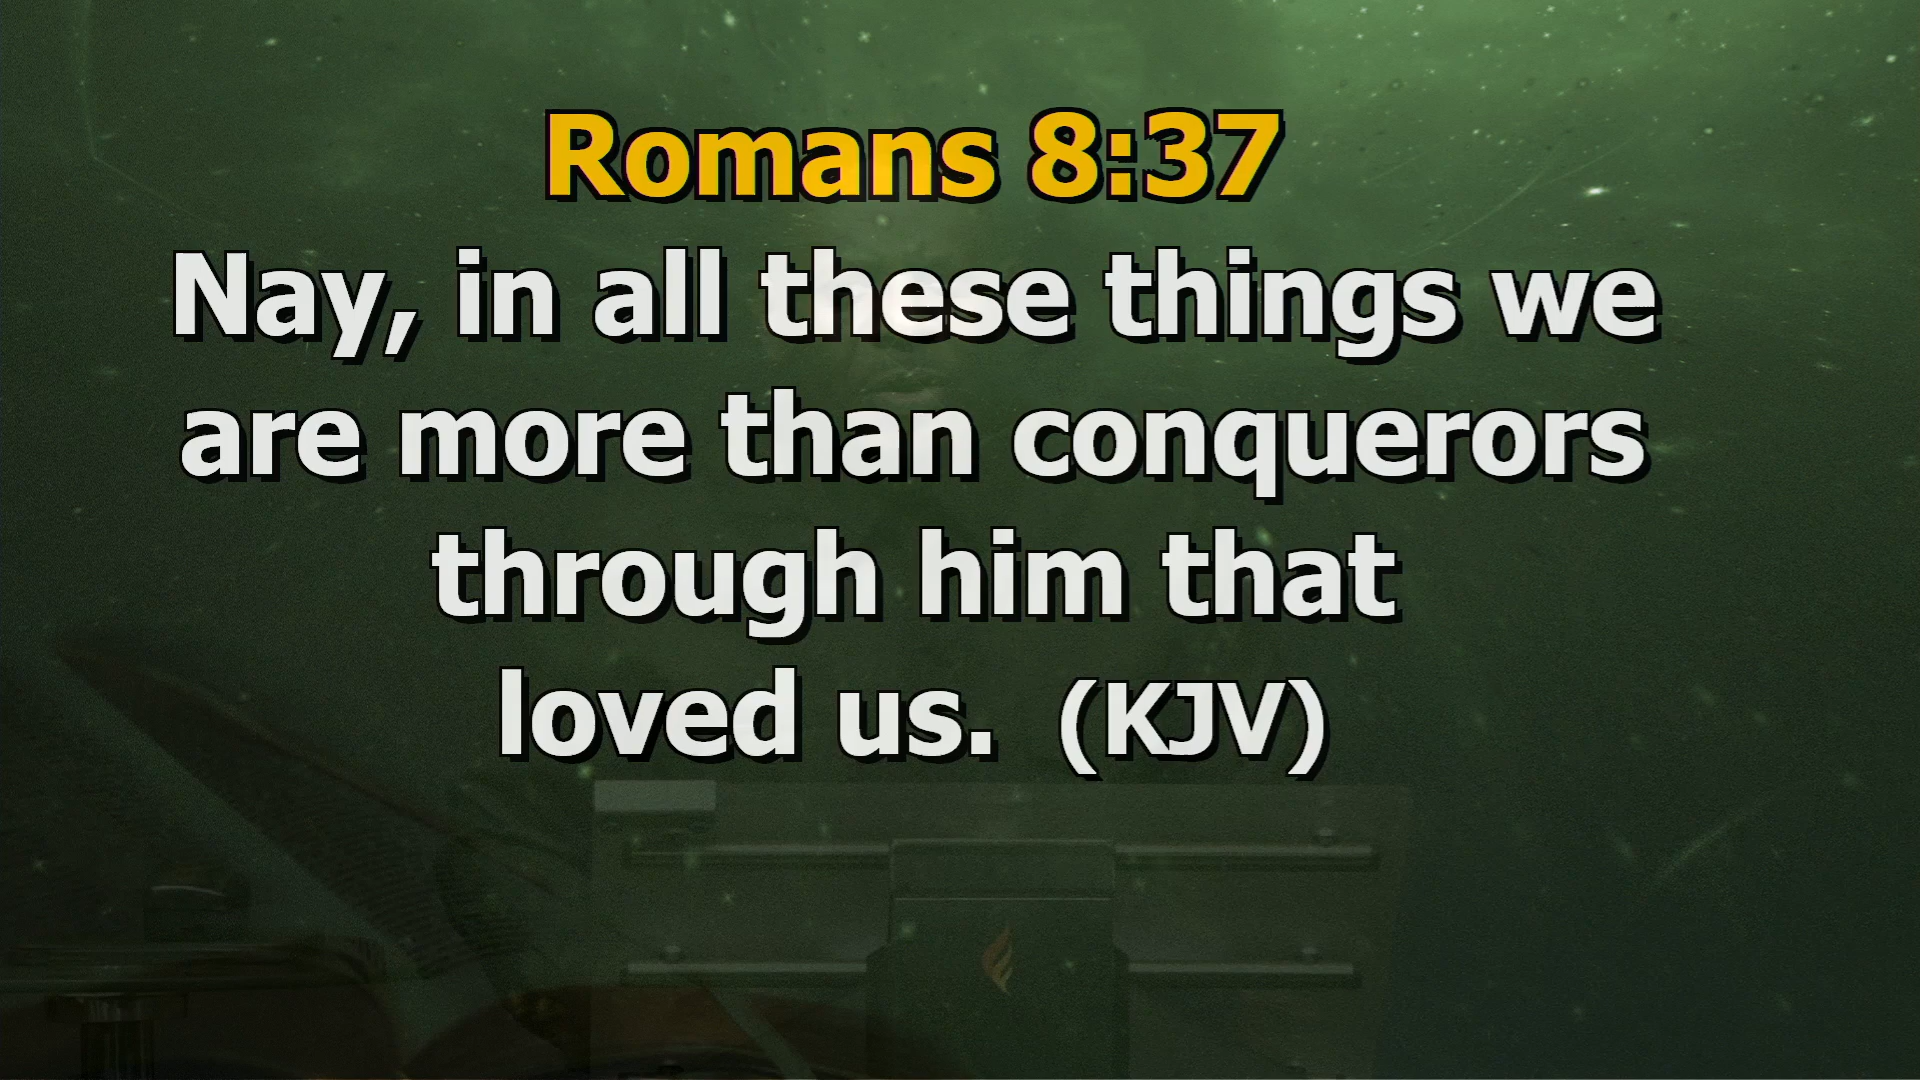 Romans 8:37
Nay, in all these things we
are more than conquerors
through him that
loved us.  (KJV)